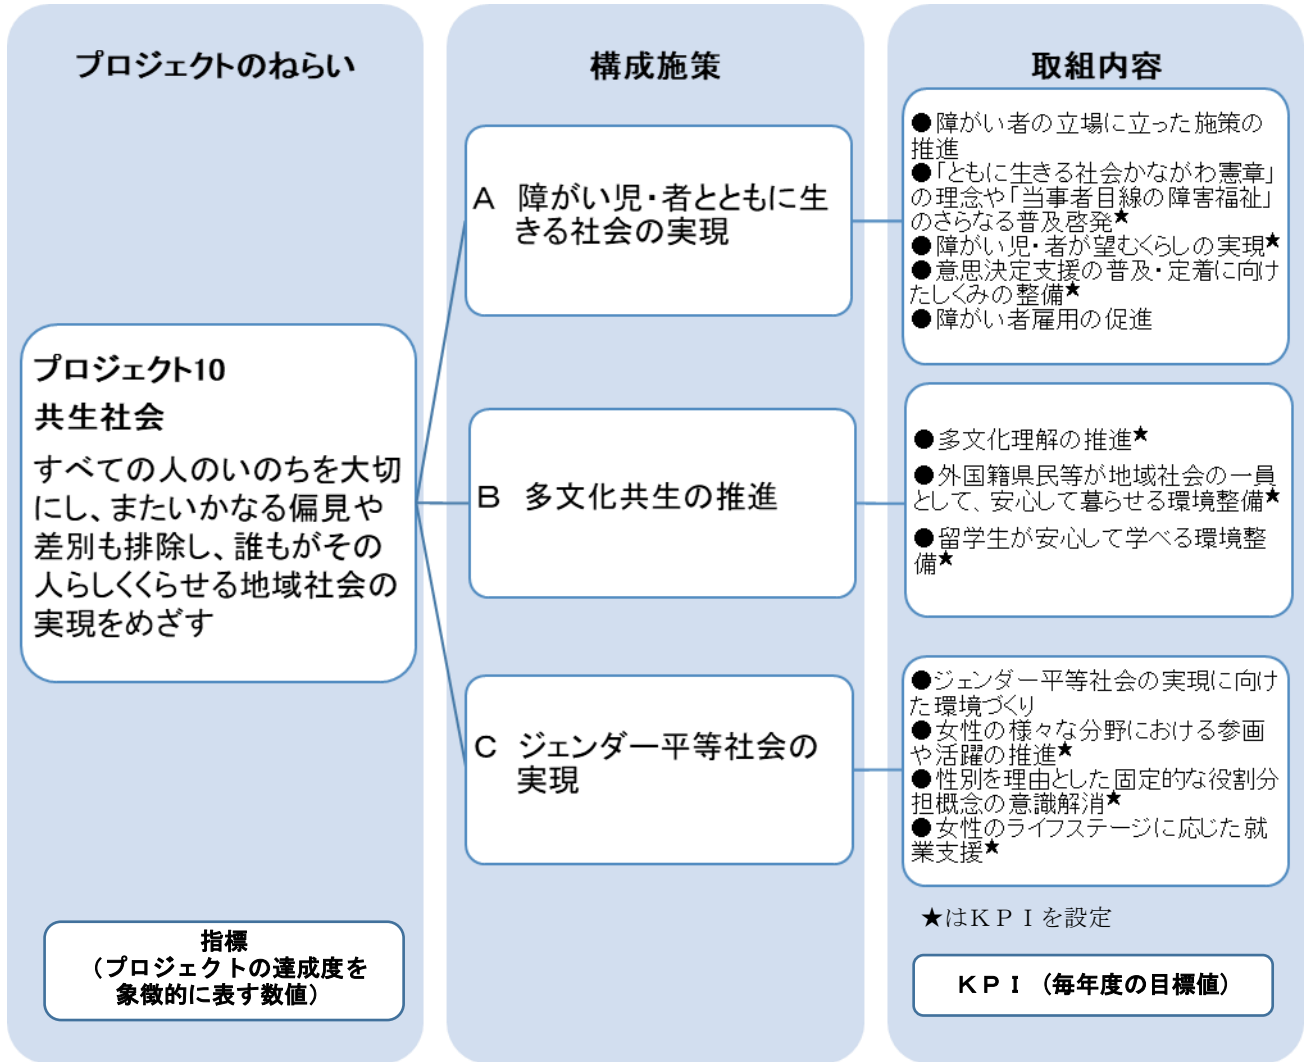 プロジェクトのねらい
構成施策
取組内容
プロジェクト10
共生社会
すべての人のいのちを大切
にし、またいかなる偏見や
差別も排除し、誰もがその
人らしくくらせる地域社会の
実現をめざす
A 障がい児・者とともに生
きる社会の実現
●障がい者の立場に立った施策の
推進
●「ともに生きる社会かながわ憲章」
の理念や「当事者目線の障害福祉」
のさらなる普及啓発★
●障がい児・者が望むくらしの実現★
●意思決定支援の普及・定着に向け
たしくみの整備★
●障がい者雇用の促進
B 多文化共生の推進
●多文化理解の推進★
●外国籍県民等が地域社会の一員
として、安心して暮らせる環境整備★
●留学生が安心して学べる環境整
備★
C ジェンダー平等社会の
実現
●ジェンダー平等社会の実現に向け
た環境づくり
●女性の様々な分野における参画
や活躍の推進★
●性別を理由とした固定的な役割分
担概念の意識解消★
●女性のライフステージに応じた就
業支援★
★はＫＰＩを設定
指標
（プロジェクトの達成度を
象徴的に表す数値）
ＫＰＩ（毎年度の目標値）